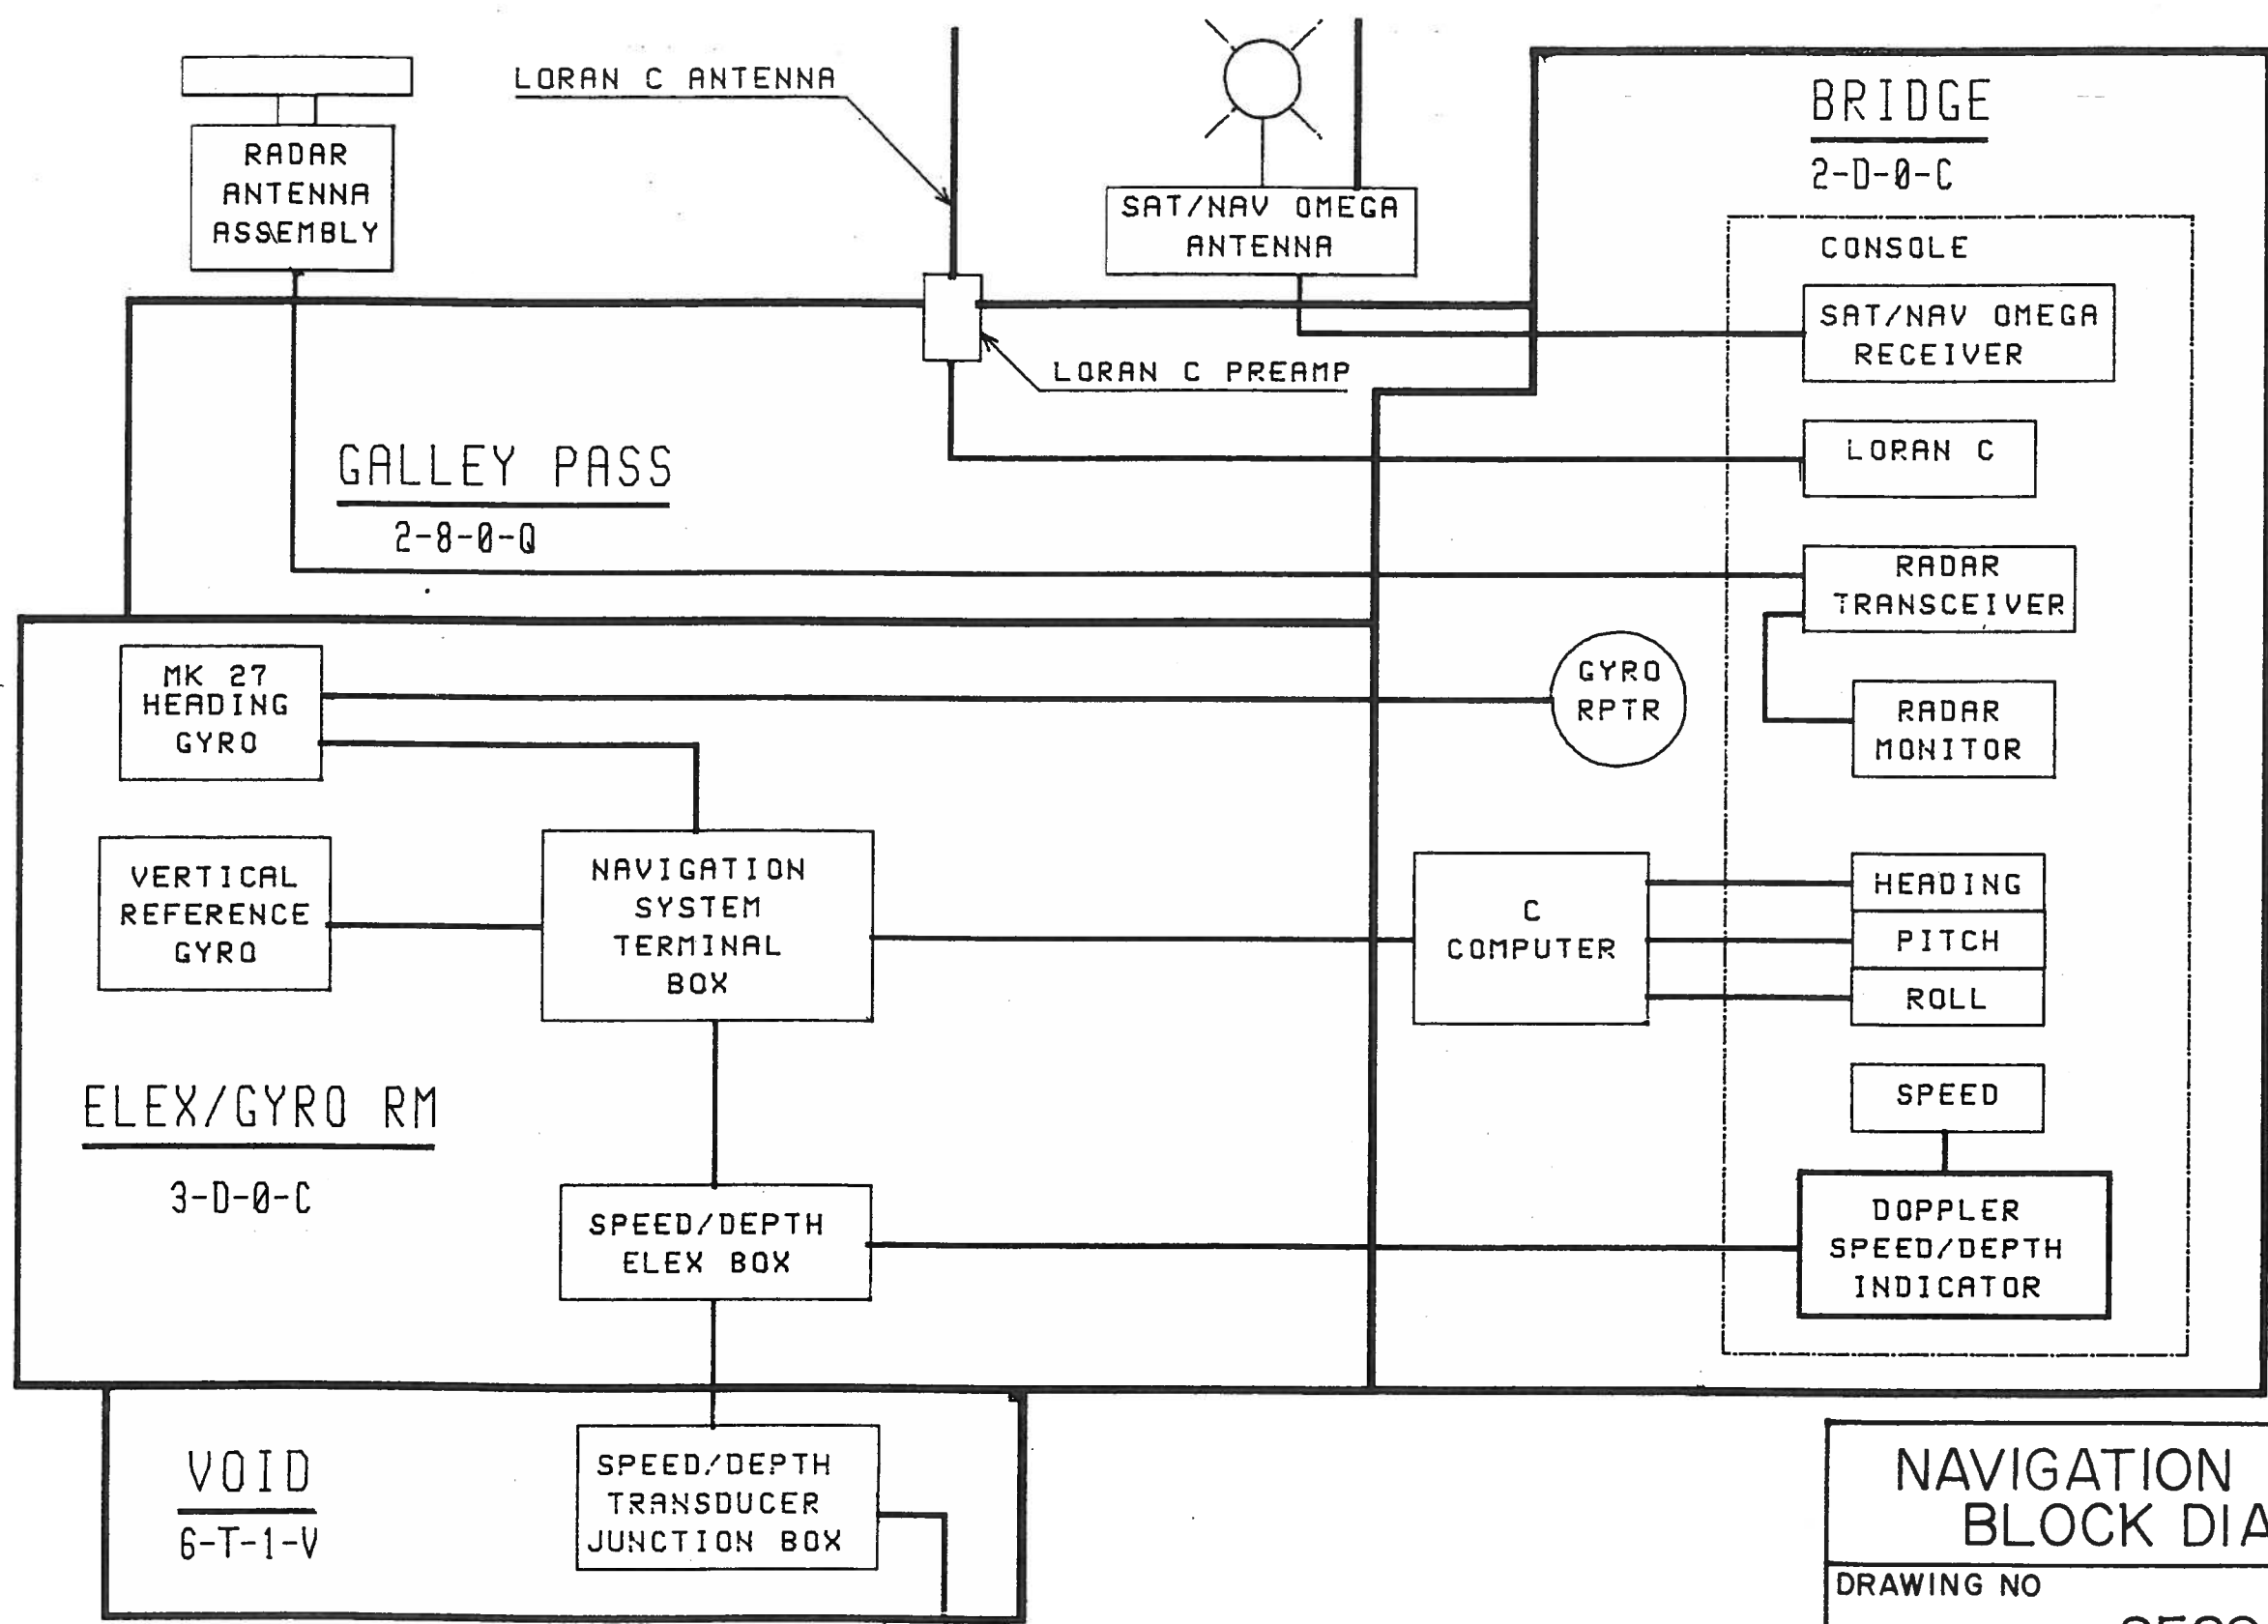 LORAN C ANTENNA
RADAR
ANTENNA
ASSEMBLY
SAT/NAV OMEGA
ANTENNA
LORAN C PREAMP
BRIDGE
2-D-0-C
CONSOLE
SAT/NAV OMEGA
RECEIVER
LORAN C
RADAR
TRANSCEIVER
RADAR
MONITOR
GALLEY PASS
2-8-0-Q
MK 27
HEADING
GYRO
GYRO
RPTR
VERTICAL
REFERENCE
GYRO
NAVIGATION
SYSTEM
TERMINAL
BOX
C
COMPUTER
HEADING
PITCH
ROLL
SPEED
DOPPLER
SPEED/DEPTH
INDICATOR
ELEX/GYRO RM
3-D-0-C
SPEED/DEPTH
ELEX BOX
VOID
6-T-1-V
SPEED/DEPTH
TRANSDUCER
JUNCTION BOX
NAVIGATION
BLOCK DIA
DRAWING NO